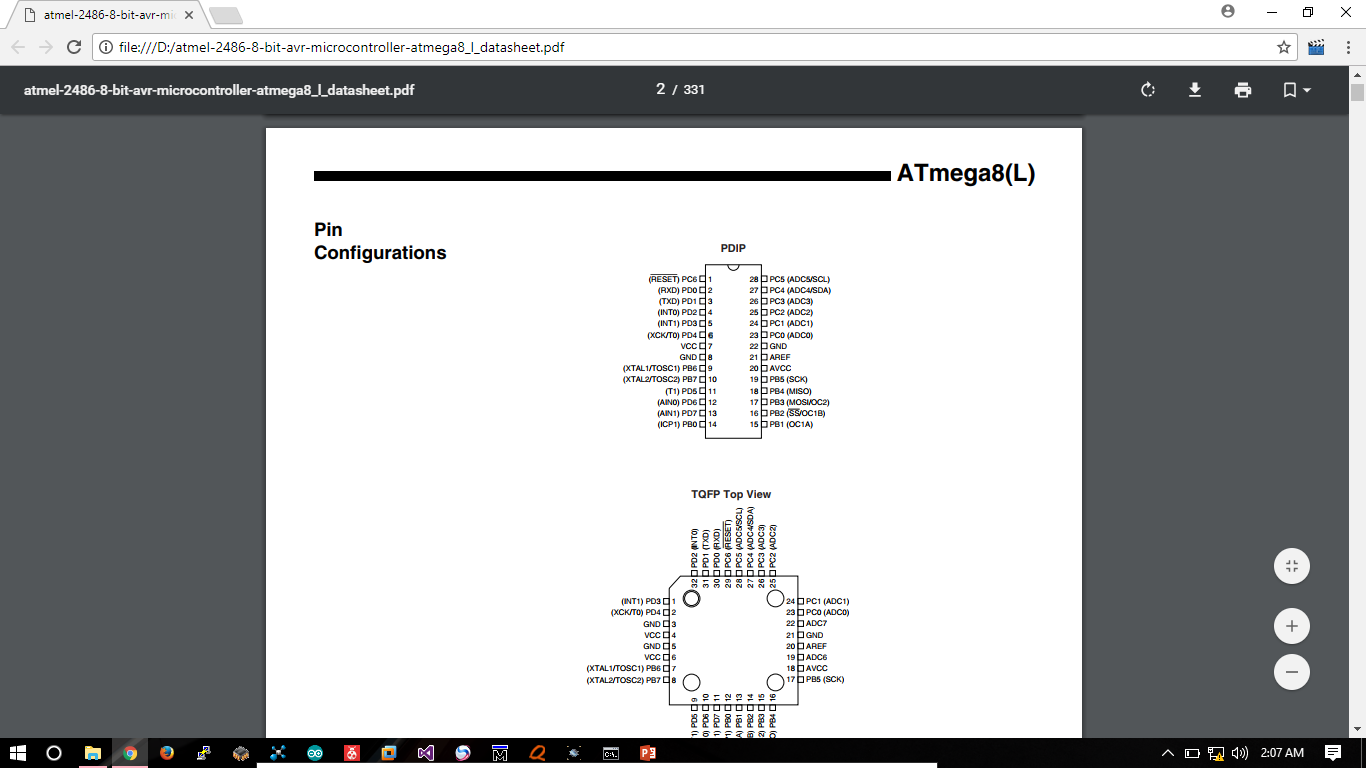 atmel-2486-8-bit-avr-mi
file:///D:/atmel-2486-8-bit-avr-microcontroller-atmega8_l_datasheet.pdf
atmel-2486-8-bit-avr-microcontroller-atmega8_l_datasheet.pdf
2 / 331
ATmega8(L)
Pin
Configurations
PDIP
(RESET) PC6 1 28 PC5 (ADC5/SCL)
(RXD) PD0 2 27 PC4 (ADC4/SDA)
(TXD) PD1 3 26 PC3 (ADC3)
(INT0) PD2 4 25 PC2 (ADC2)
(INT1) PD3 5 24 PC1 (ADC1)
(XCK/T0) PD4 6 23 PC0 (ADC0)
VCC 7 22 GND
GND 8 21 AREF
(XTAL1/TOSC1) PB6 9 20 AVCC
(XTAL2/TOSC2) PB7 10 19 PB5 (SCK)
(T1) PD5 11 18 PB4 (MISO)
(AIN0) PD6 12 17 PB3 (MOSI/OC2)
(AIN1) PD7 13 16 PB2 (SS/OC1B)
(ICP1) PB0 14 15 PB1 (OC1A)
TQFP Top View
32 PD2 (INT0)
31 PD1 (TXD)
30 PD0 (RXD)
29 PC6 (RESET)
28 PC5 (ADC5/SCL)
27 PC4 (ADC4/SDA)
26 PC3 (ADC3)
25 PC2 (ADC2)
(INT1) PD3 1 24 PC1 (ADC1)
(XCK/T0) PD4 2 23 PC0 (ADC0)
GND 3 22 ADC7
VCC 4 21 GND
GND 5 20 AREF
VCC 6 19 ADC6
(XTAL1/TOSC1) PB6 7 18 AVCC
(XTAL2/TOSC2) PB7 8 17 PB5 (SCK)
PD5 9
PD6 10
PD7 11
PB0 12
PB1 13
PB2 14
PB3 15
PB4 16
2:07 AM